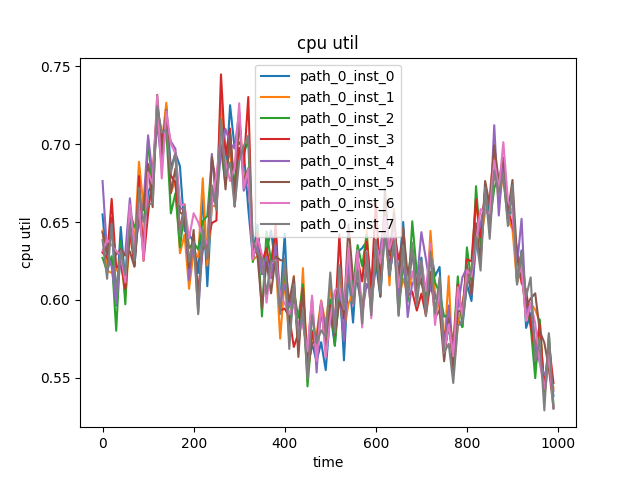 cpu util
cpu util
0.75
0.70
0.65
0.60
0.55
path_0_inst_0
path_0_inst_1
path_0_inst_2
path_0_inst_3
path_0_inst_4
path_0_inst_5
path_0_inst_6
path_0_inst_7
0 200 400 600 800 1000
time